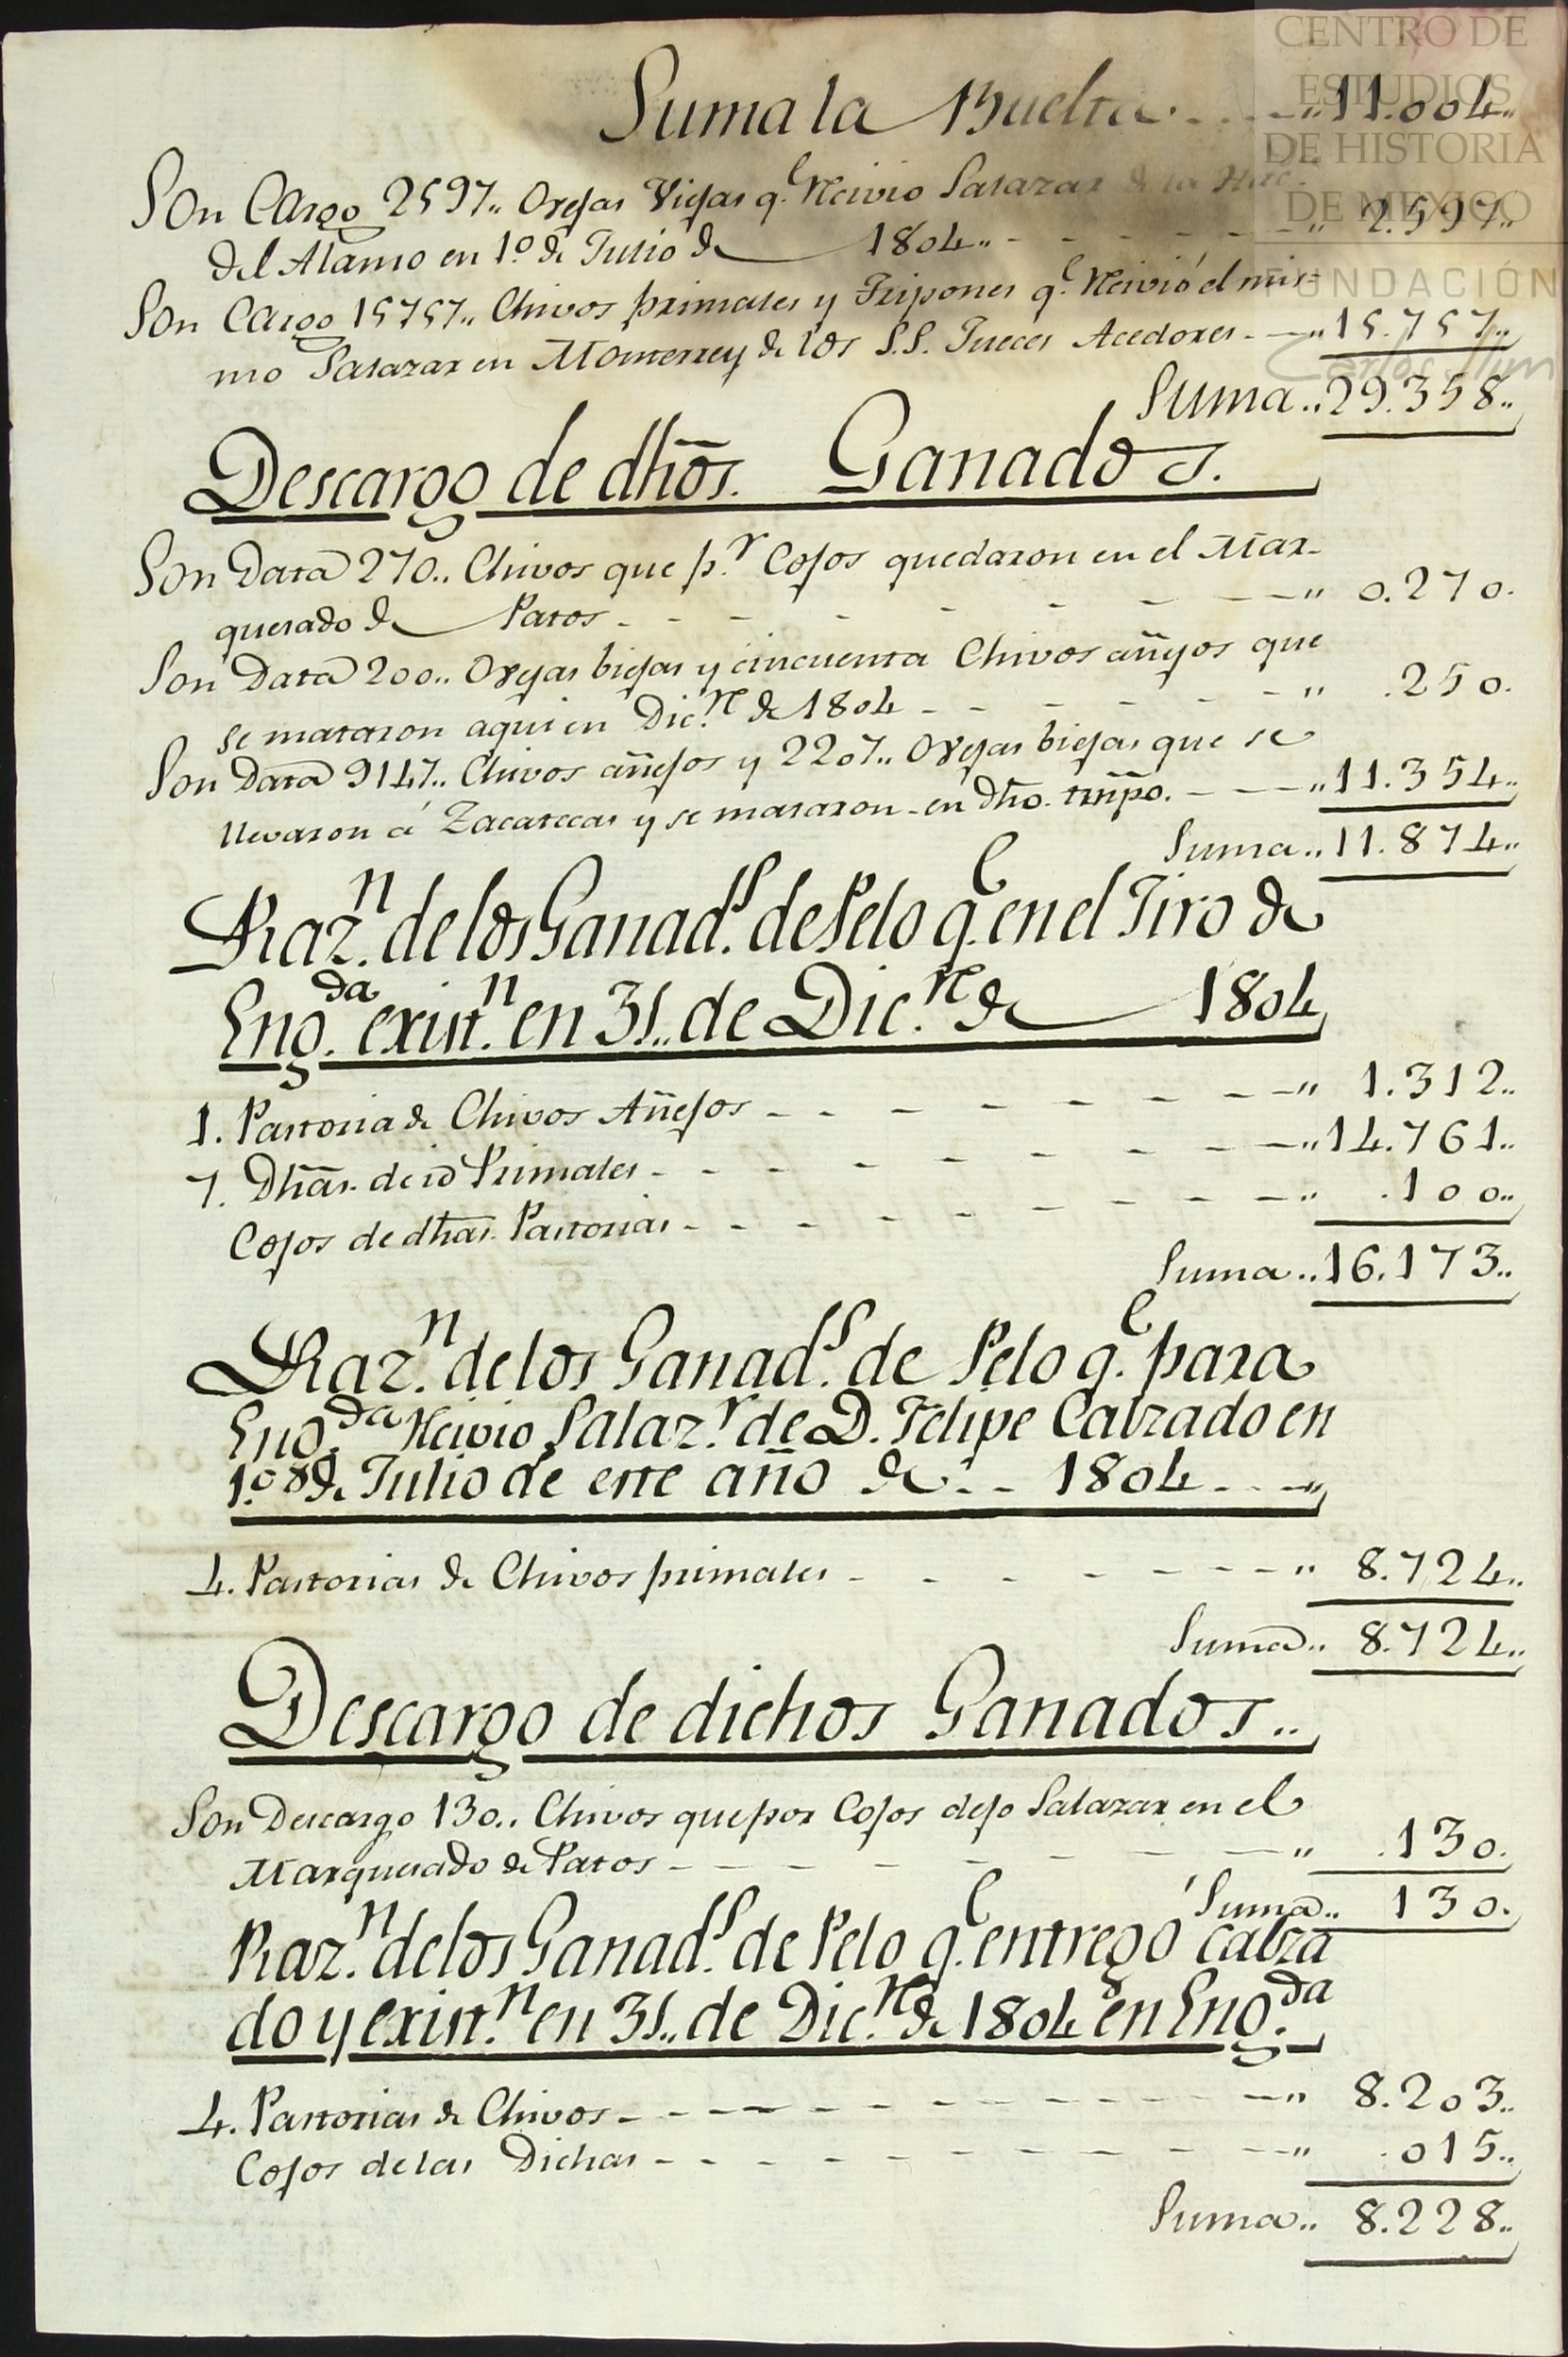 CENTRO DE
ESTUDIOS
DE HISTORIA
DE MEXICO
FUNDACIÓN
Carlos Slim
Suma la Buelta - - - „ 11.004„
Son Cargo 2597„ Ovejas Viejas q.e Reivio Salazar de la Hac.
del Alamo en 1.º de Julio de 1804„ - - - - - - „ 2.597„
Son Cargo 15757„ Chivos primales y Tripones q.e Reivió el mis-
mo Salazar en Monterrey de los S.S. Jueces Acedores - — „ 15.757„
Suma„ 29.358„
Descargo de dhos. Ganados.
Son Data 270„ Chivos que p.r Cojos quedaron en el Mar-
quesado de Patos - - - - - - - — „ 0.270.
Son Data 200„ Ovejas biejas y cincuenta Chivos añejos que
se mataron aqui en Dic.re de 1804 - - - - - - - „ .250.
Son Data 9147„ Chivos añejos y 2207„ Ovejas biejas que se
llevaron á Zacatecas y se mataron - en dho. tmpo. - — — „ 11.354„
Suma„ 11.874„
Raz.n de los Ganad.s de Pelo q.e en el Tiro de
Eng.da exist.n en 31„ de Dic.re de 1804
1. Pastoria de Chivos Añejos - - - - - - - — „ 1.312„
7. Dhas. de id Primales - - - - - - - - — „ 14.761„
Cojos de dhas. Pastorias - - - - - - - - — „ .100„
Suma„ 16.173„
Raz.n de los Ganad.s de Pelo q.e para
Eng.da Reivio Salaz.r de D. Felipe Calzado en
1.º de Julio de este año de - - 1804 - - - „
4. Pastorias de Chivos primales - - - - - - - - „ 8.724„
Suma„ 8.724„
Descargo de dichos Ganados„
Son Descargo 130„ Chivos que por Cojos dejo Salazar en el
Marquesado de Patos - - - - - - - — „ .130.
Suma„ 130.
Raz.n de los Ganad.s de Pelo q.e entregó Calza
do y exist.n en 31„ de Dic.re de 1804 en Eng.da
4. Pastorias de Chivos - - - - - - - - - - — „ 8.203„
Cojos de las Dichas - - - - - - - - - - — „ .015„
Suma„ 8.228„